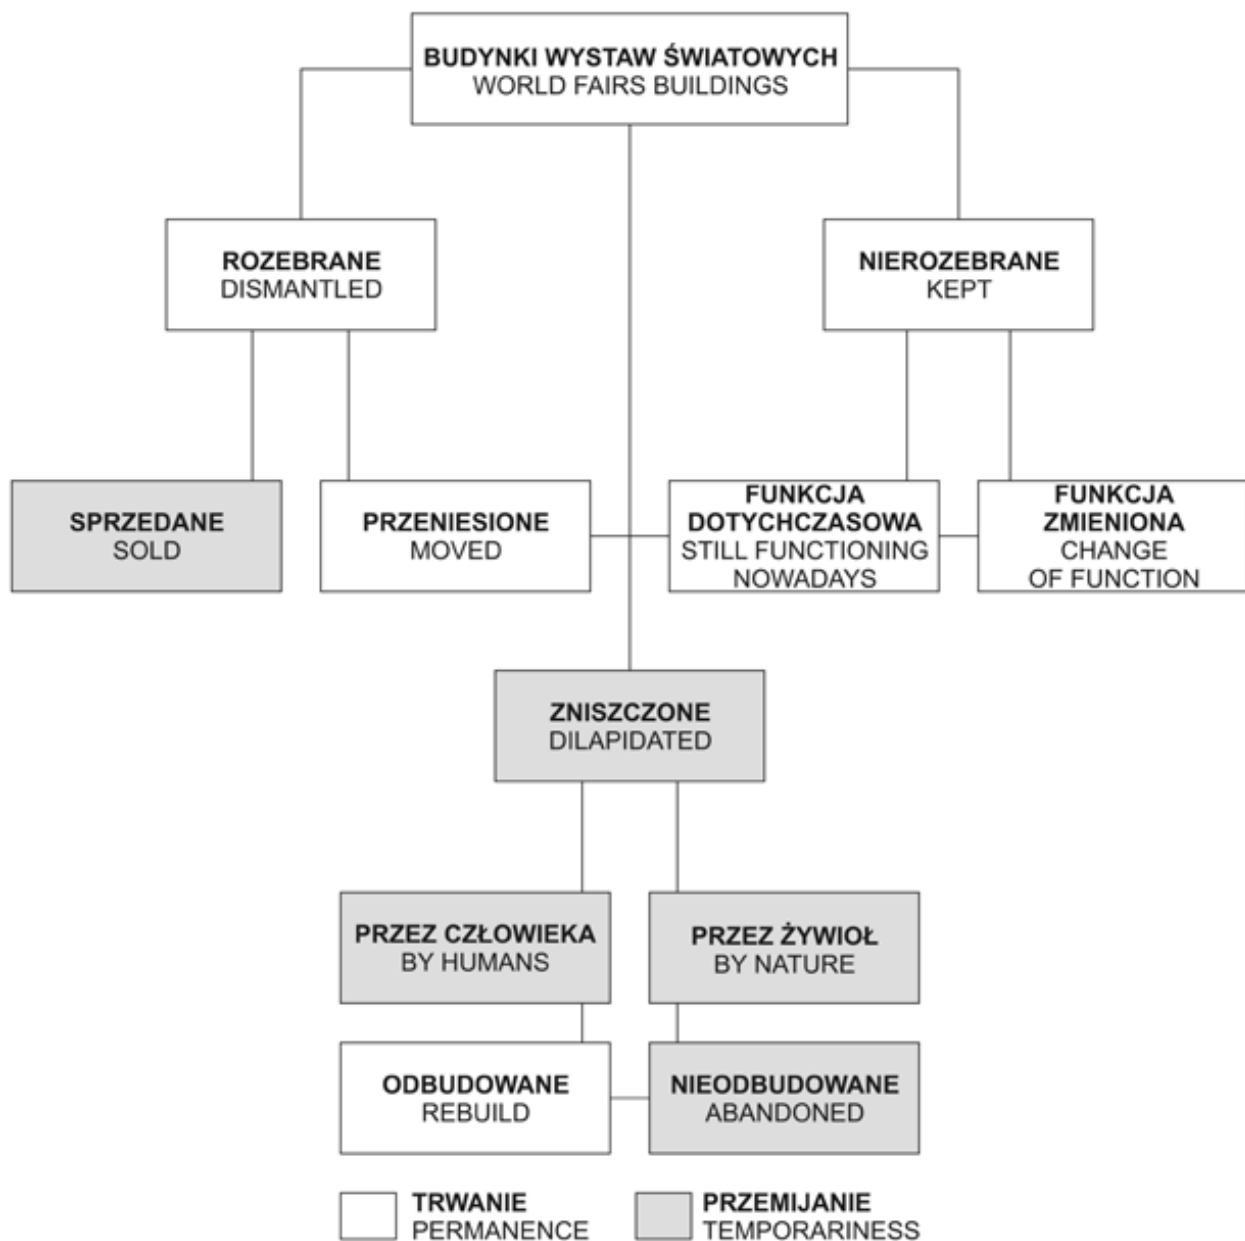 BUDYNKI WYSTAW ŚWIATOWYCH
WORLD FAIRS BUILDINGS
ROZEBRANE
DISMANTLED
NIEROZEBRANE
KEPT
SPRZEDANE
SOLD
PRZENIESIONE
MOVED
FUNKCJA
DOTYCHCZASOWA
STILL FUNCTIONING
NOWADAYS
FUNKCJA
ZMIENIONA
CHANGE
OF FUNCTION
ZNISZCZONE
DILAPIDATED
PRZEZ CZŁOWIEKA
BY HUMANS
PRZEZ ŻYWIOŁ
BY NATURE
ODBUDOWANE
REBUILD
NIEODBUDOWANE
ABANDONED
TRWANIE
PERMANENCE
PRZEMIJANIE
TEMPORARINESS